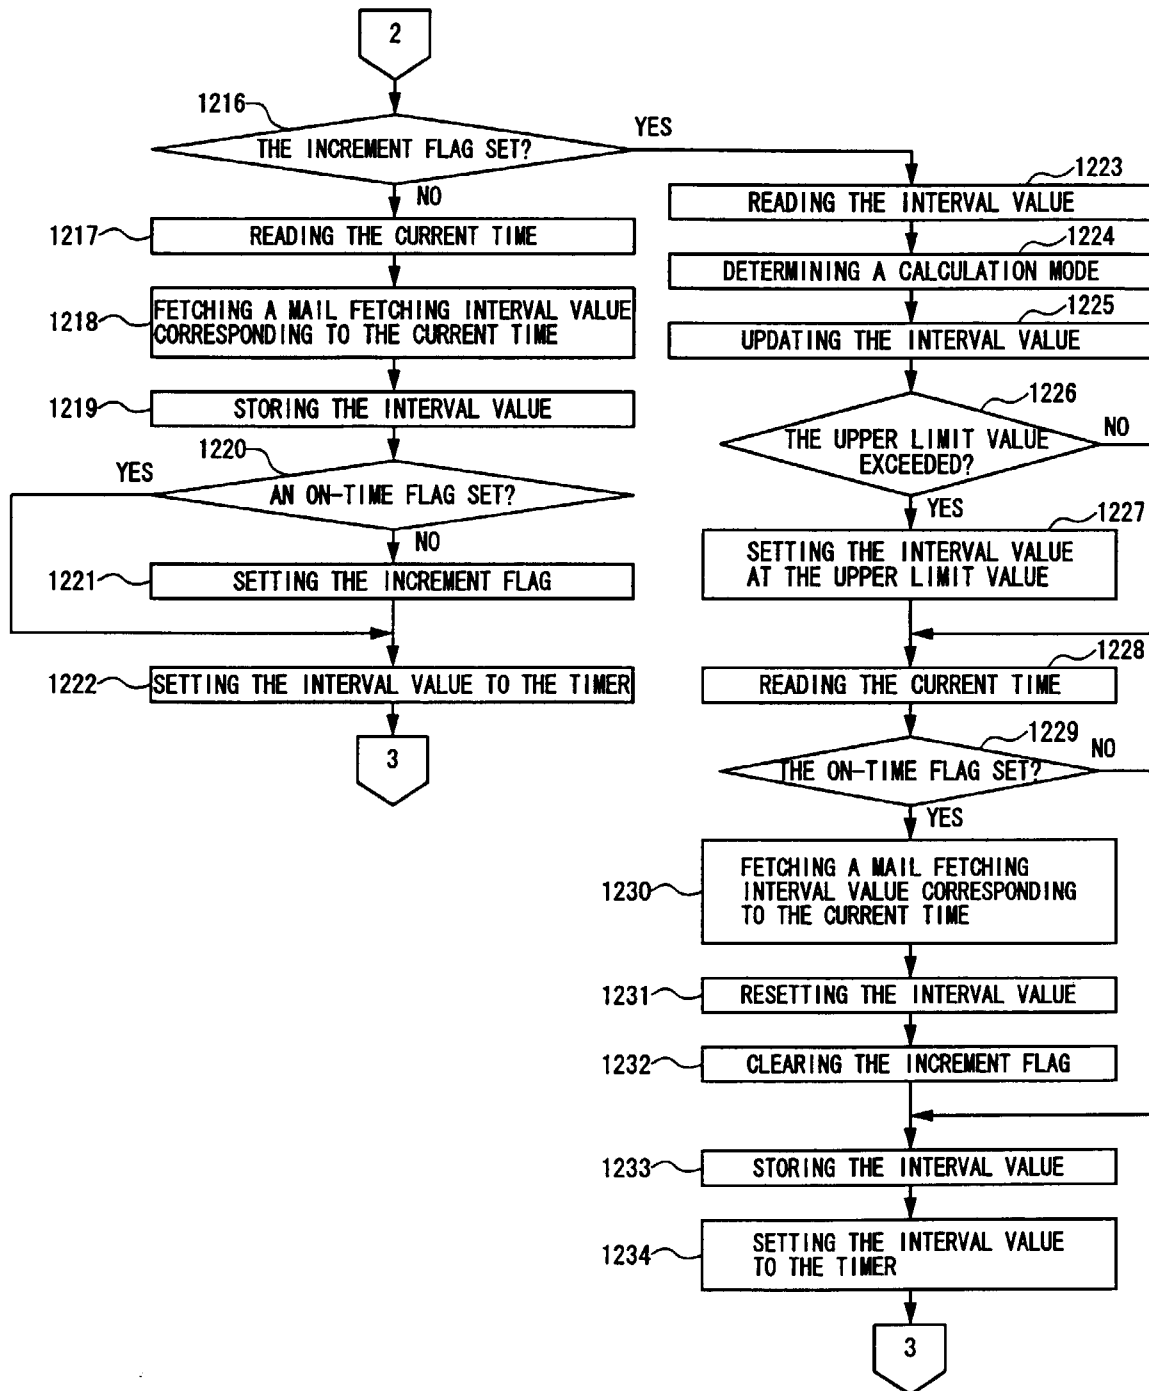 2
1216
THE INCREMENT FLAG SET?
YES
NO
1217
READING THE CURRENT TIME
1218
FETCHING A MAIL FETCHING INTERVAL VALUE
CORRESPONDING TO THE CURRENT TIME
1219
STORING THE INTERVAL VALUE
1220
YES
AN ON-TIME FLAG SET?
NO
1221
SETTING THE INCREMENT FLAG
1222
SETTING THE INTERVAL VALUE TO THE TIMER
3
1223
READING THE INTERVAL VALUE
1224
DETERMINING A CALCULATION MODE
1225
UPDATING THE INTERVAL VALUE
1226
NO
THE UPPER LIMIT VALUE
EXCEEDED?
YES
1227
SETTING THE INTERVAL VALUE
AT THE UPPER LIMIT VALUE
1228
READING THE CURRENT TIME
1229
NO
THE ON-TIME FLAG SET?
YES
1230
FETCHING A MAIL FETCHING
INTERVAL VALUE CORRESPONDING
TO THE CURRENT TIME
1231
RESETTING THE INTERVAL VALUE
1232
CLEARING THE INCREMENT FLAG
1233
STORING THE INTERVAL VALUE
1234
SETTING THE INTERVAL VALUE
TO THE TIMER
3